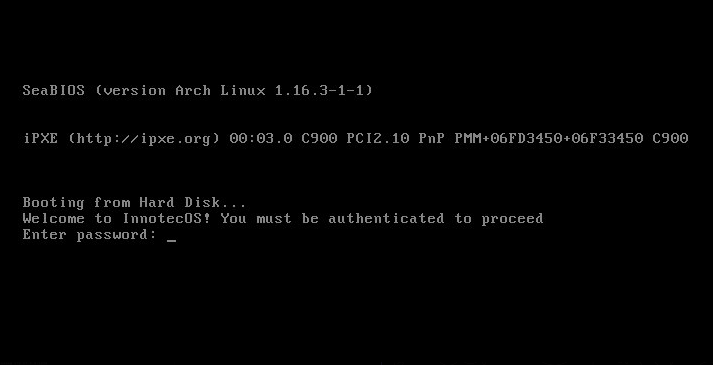 SeaBIOS (version Arch Linux 1.16.3-1-1)
iPXE (http://ipxe.org) 00:03.0 C900 PCI2.10 PnP PMM+06FD3450+06F33450 C900
Booting from Hard Disk...
Welcome to InnotecOS! You must be authenticated to proceed
Enter password: _